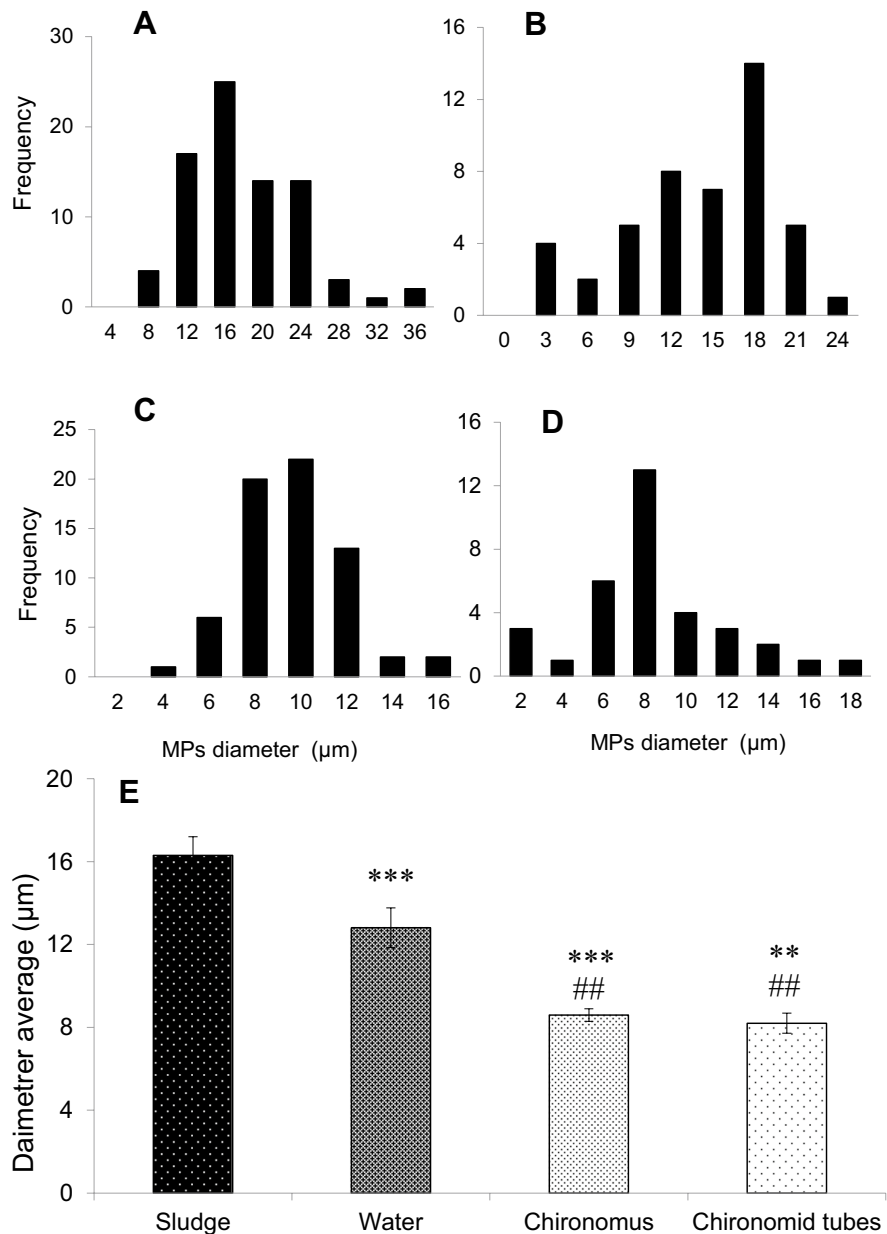 A
30
20
10
0
Frequency
4 8 12 16 20 24 28 32 36
B
16
12
8
4
0
0 3 6 9 12 15 18 21 24
C
25
20
15
10
5
0
Frequency
2 4 6 8 10 12 14 16
MPs diameter (µm)
D
16
12
8
4
0
2 4 6 8 10 12 14 16 18
MPs diameter (µm)
E
20
16
12
8
4
0
Daimetrer average (µm)
***
***
##
**
##
Sludge Water Chironomus Chironomid tubes